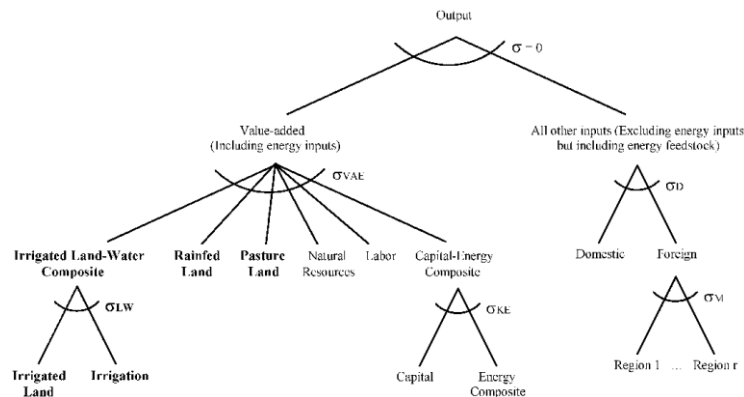 Output
σ = 0
Value-added
(Including energy inputs)
All other inputs (Excluding energy inputs
but including energy feedstock)
σVAE
σD
Irrigated Land-Water
Composite
Rainfed
Land
Pasture
Land
Natural
Resources
Labor
Capital-Energy
Composite
Domestic
Foreign
σLW
σKE
σM
Irrigated
Land
Irrigation
Capital
Energy
Composite
Region 1 ... Region r